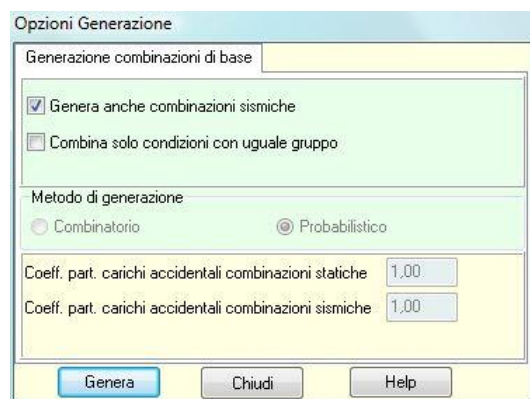 Opzioni Generazione
Generazione combinazioni di base
Genera anche combinazioni sismiche
Combina solo condizioni con uguale gruppo
Metodo di generazione
Combinatorio Probabilistico
Coeff. part. carichi accidentali combinazioni statiche 1,00
Coeff. part. carichi accidentali combinazioni sismiche 1,00
Genera Chiudi Help